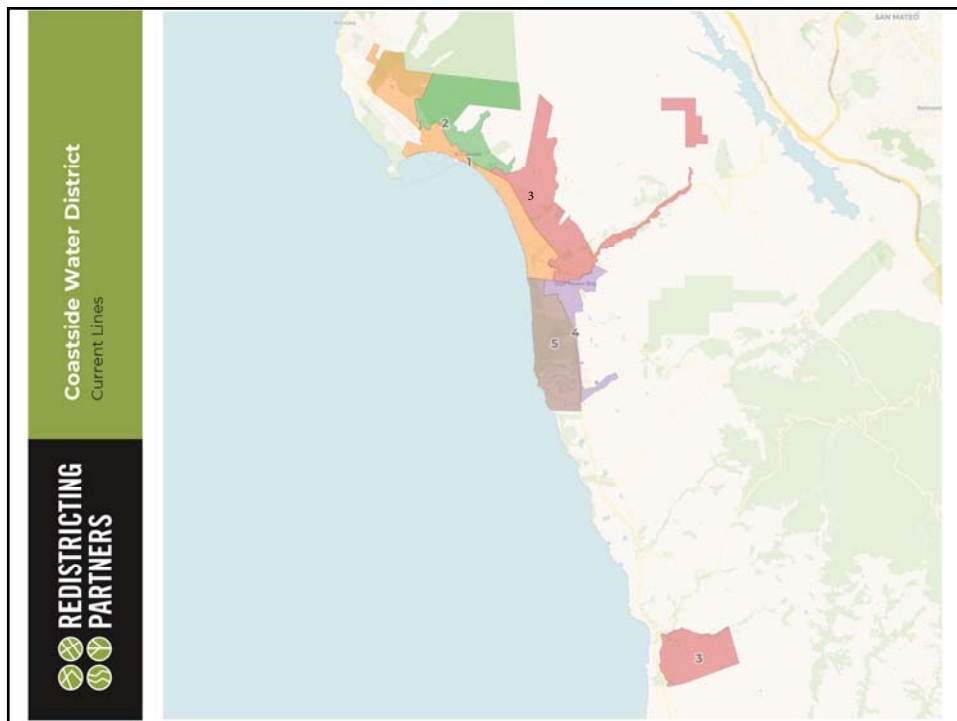 Coastside Water District
Current Lines
REDISTRICTING
PARTNERS
SAN MATEO
2
1
3
4
5
3